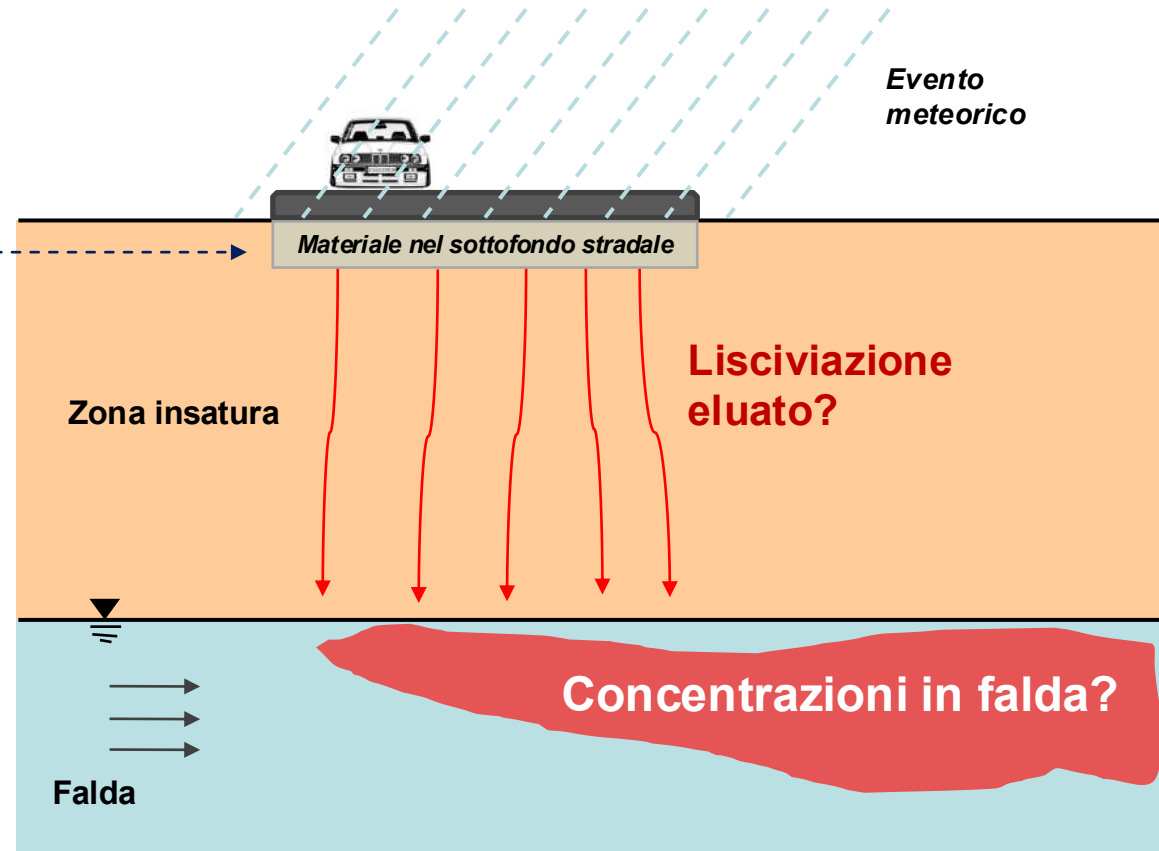 Evento
meteorico
Materiale nel sottofondo stradale
Lisciviazione
eluato?
Zona insatura
Concentrazioni in falda?
Falda